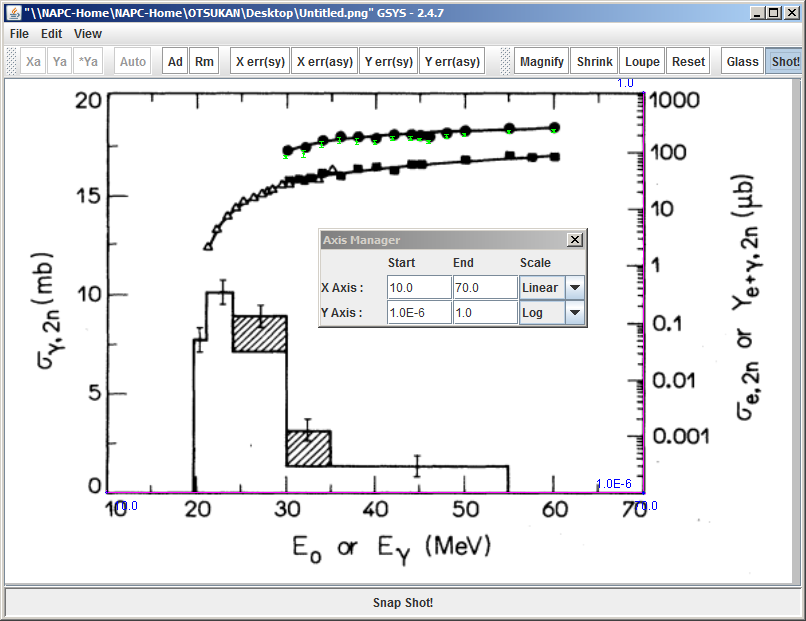 "\\NAPC-Home\NAPC-Home\OTSUKAN\Desktop\Untitled.png" GSYS - 2.4.7
File Edit View
Xa Ya *Ya Auto Ad Rm X err(sy) X err(asy) Y err(sy) Y err(asy) Magnify Shrink Loupe Reset Glass Shot!
1.0
20 1000
100
15 10
σγ,2n (mb)
Axis Manager
Start End Scale
X Axis : 10.0 70.0 Linear
Y Axis : 1.0E-6 1.0 Log
1
10 0.1
5 0.01
0.001
0
σe,2n or Ye+γ,2n (μb)
1.0E-6
10 20 30 40 50 60 70
10.0 70.0
E0 or Eγ (MeV)
Snap Shot!